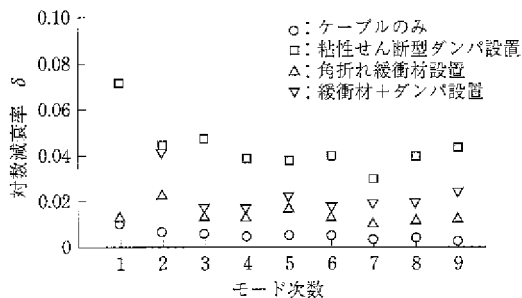 0.10
0.08
0.06
0.04
0.02
0
対数減衰率 δ
○：ケーブルのみ
□：粘性せん断型ダンパ設置
△：角折れ緩衝材設置
▽：緩衝材＋ダンパ設置
1 2 3 4 5 6 7 8 9
モード次数